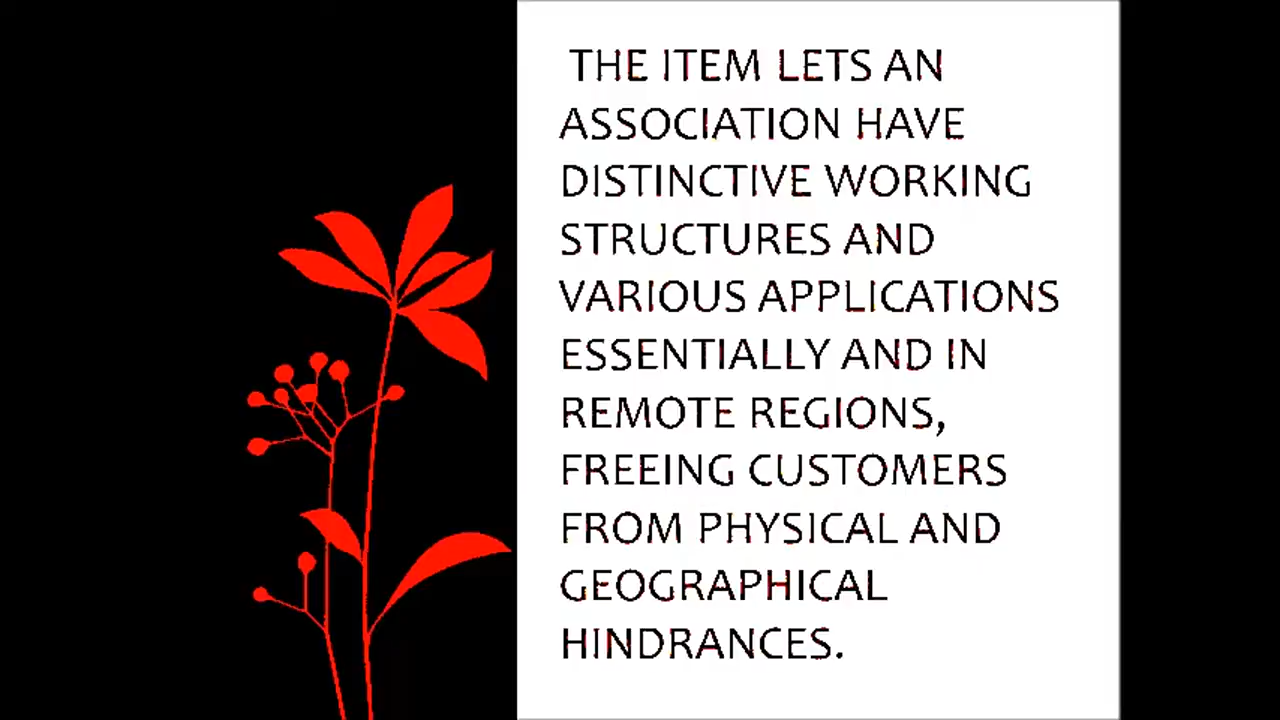 THE ITEM LETS AN
ASSOCIATION HAVE
DISTINCTIVE WORKING
STRUCTURES AND
VARIOUS APPLICATIONS
ESSENTIALLY AND IN
REMOTE REGIONS,
FREEING CUSTOMERS
FROM PHYSICAL AND
GEOGRAPHICAL
HINDRANCES.